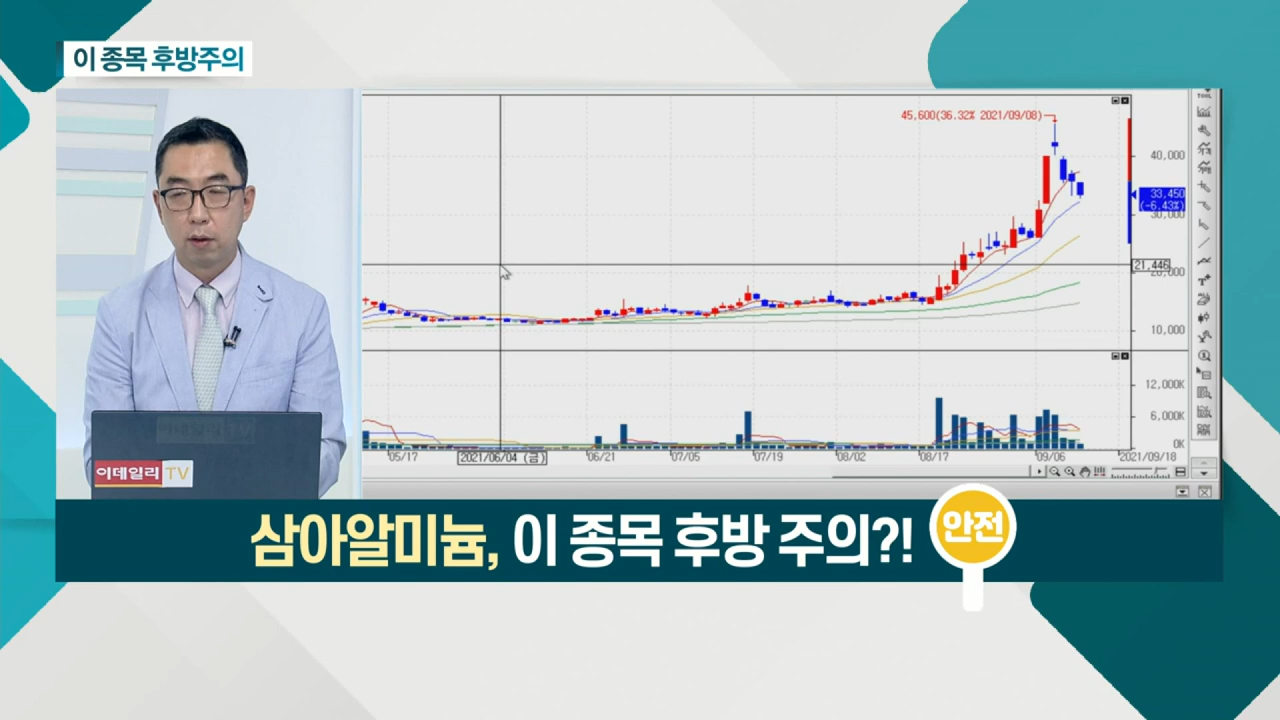 이 종목 후방주의
45,600(36.32% 2021/09/08)
40,000
33,450
(-6.43%)
30,000
21,446
20,000
10,000
12,000K
6,000K
0K
05/17
2021/06/04 (금)
06/21
07/05
07/19
08/02
08/17
09/06
2021/09/18
이데일리 TV
삼아알미늄, 이 종목 후방 주의?!
안전